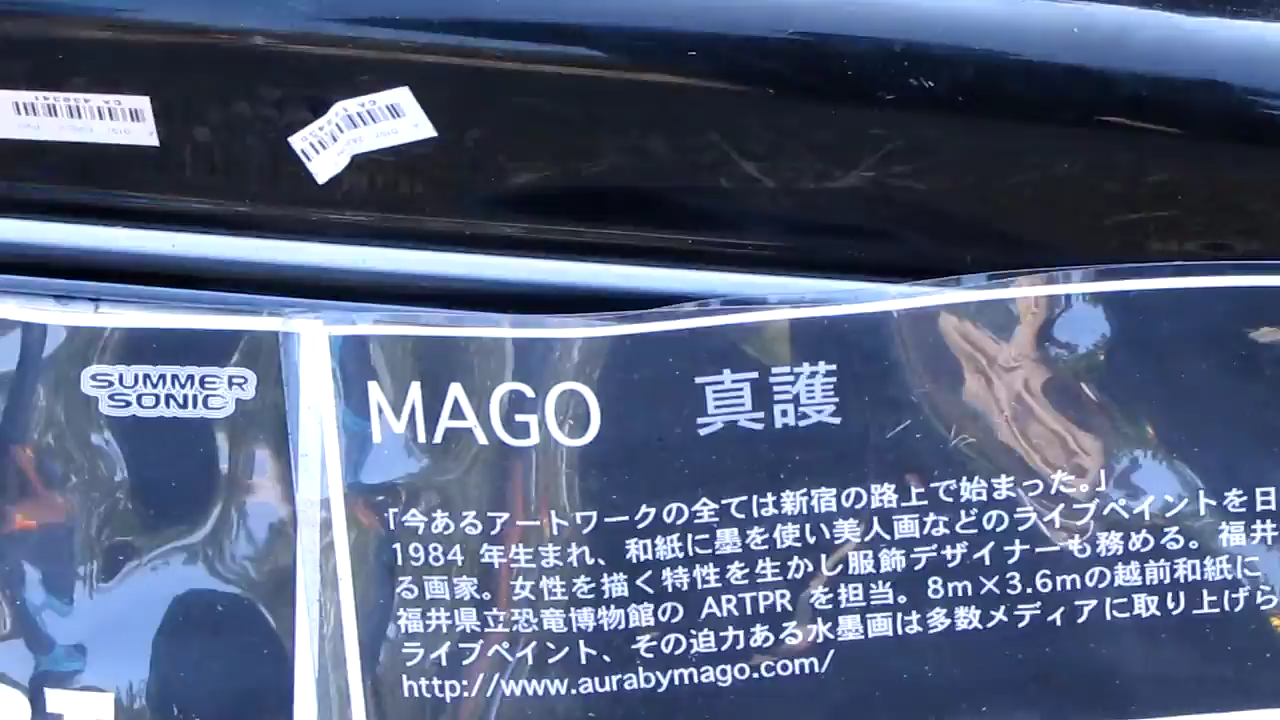 SUMMER
SONIC
MAGO 真護
「今あるアートワークの全ては新宿の路上で始まった。」
1984 年生まれ、和紙に墨を使い美人画などのライブペイントを日
る画家。女性を描く特性を生かし服飾デザイナーも務める。福井
福井県立恐竜博物館の ARTPR を担当。8m×3.6mの越前和紙に
ライブペイント、その迫力ある水墨画は多数メディアに取り上げら
http://www.aurabymago.com/